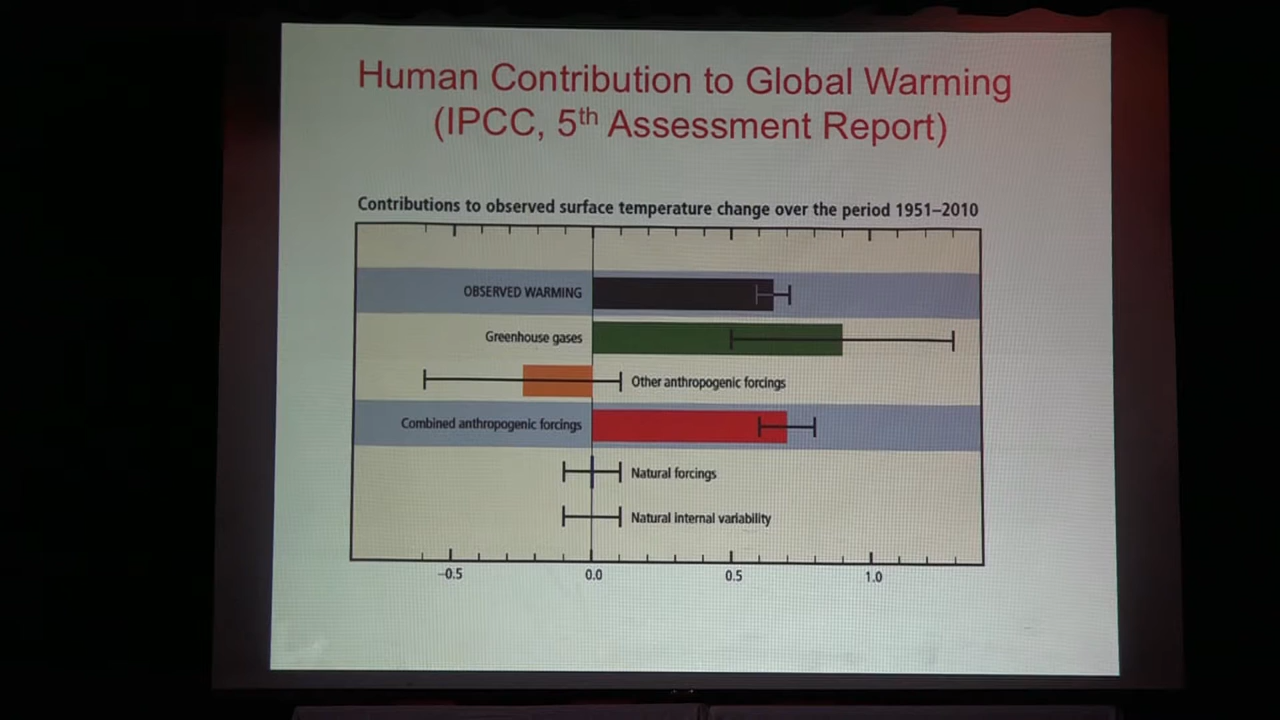 Human Contribution to Global Warming
(IPCC, 5th Assessment Report)
Contributions to observed surface temperature change over the period 1951–2010
OBSERVED WARMING
Greenhouse gases
Other anthropogenic forcings
Combined anthropogenic forcings
Natural forcings
Natural internal variability
–0.5 0.0 0.5 1.0